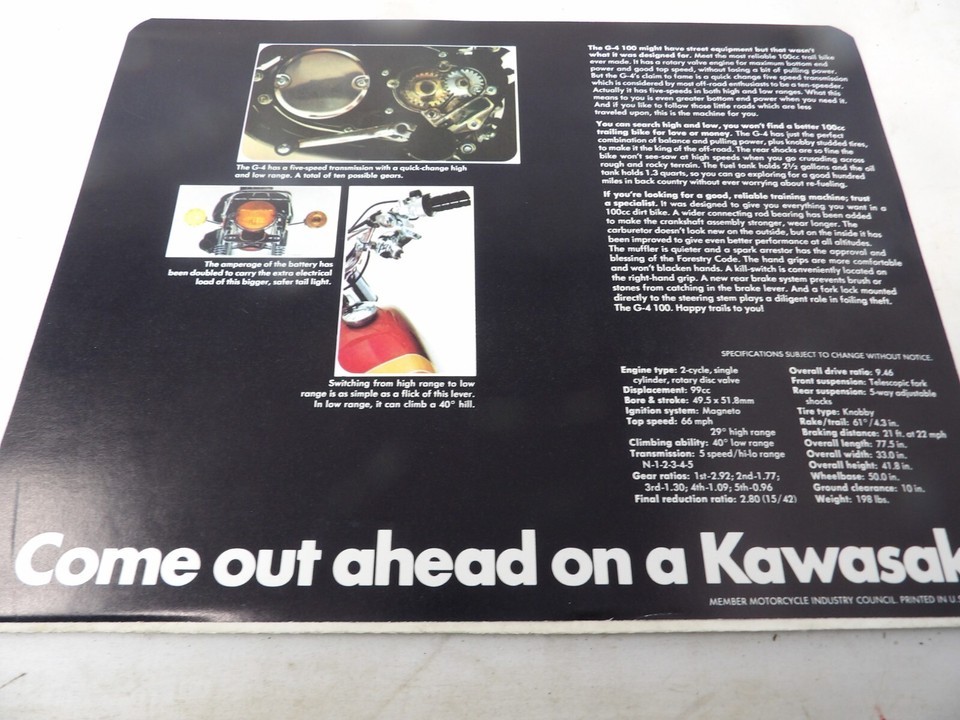 The G-4 has a five-speed transmission with a quick-change high
and low range. A total of ten possible gears.
The amperage of the battery has
been doubled to carry the extra electrical
load of this bigger, safer tail light.
Switching from high range to low
range is as simple as a flick of this lever.
In low range, it can climb a 40° hill.
The G-4 100 might have street equipment but that wasn't
what it was designed for. Meet the most reliable 100cc trail bike
ever made. It has a rotary valve engine for maximum bottom end
power and good top speed, without losing a bit of pulling power.
But the G-4's claim to fame is a quick change five speed transmission
which is considered by most off-road enthusiasts to be a ten-speeder.
Actually it has five-speeds in both high and low ranges. What this
means to you is even greater bottom end power when you need it.
And if you like to follow those little roads which are less
traveled upon, this is the machine for you.
You can search high and low, you won't find a better 100cc
trailing bike for love or money. The G-4 has just the perfect
combination of balance and pulling power, plus knobby studded tires,
to make it the king of the off-road. The rear shocks are so fine the
bike won't see-saw at high speeds when you go crusading across
rough and rocky terrain. The fuel tank holds 2½ gallons and the oil
tank holds 1.3 quarts, so you can go exploring for a good hundred
miles in back country without ever worrying about re-fueling.
If you're looking for a good, reliable training machine; trust
a specialist. It was designed to give you everything you want in a
100cc dirt bike. A wider connecting rod bearing has been added
to make the crankshaft assembly stronger, wear longer. The
carburetor doesn't look new on the outside, but on the inside it has
been improved to give even better performance at all altitudes.
The muffler is quieter and a spark arrestor has the approval and
blessing of the Forestry Code. The hand grips are more comfortable
and won't blacken hands. A kill-switch is conveniently located on
the right-hand grip. A new rear brake system prevents brush or
stones from catching in the brake lever. And a fork lock mounted
directly to the steering stem plays a diligent role in foiling theft.
The G-4 100. Happy trails to you!
SPECIFICATIONS SUBJECT TO CHANGE WITHOUT NOTICE.
Engine type: 2-cycle, single
cylinder, rotary disc valve
Displacement: 99cc
Bore & stroke: 49.5 x 51.8mm
Ignition system: Magneto
Top speed: 66 mph
29° high range
Climbing ability: 40° low range
Transmission: 5 speed/hi-lo range
N-1-2-3-4-5
Gear ratios: 1st-2.92; 2nd-1.77;
3rd-1.30; 4th-1.09; 5th-0.96
Final reduction ratio: 2.80 (15/42)
Overall drive ratio: 9.46
Front suspension: Telescopic fork
Rear suspension: 5-way adjustable
shocks
Tire type: Knobby
Rake/trail: 61°/4.3 in.
Braking distance: 21 ft. at 22 mph
Overall length: 77.5 in.
Overall width: 33.0 in.
Overall height: 41.8 in.
Wheelbase: 50.0 in.
Ground clearance: 10 in.
Weight: 198 lbs.
Come out ahead on a Kawasak
MEMBER MOTORCYCLE INDUSTRY COUNCIL. PRINTED IN U.S